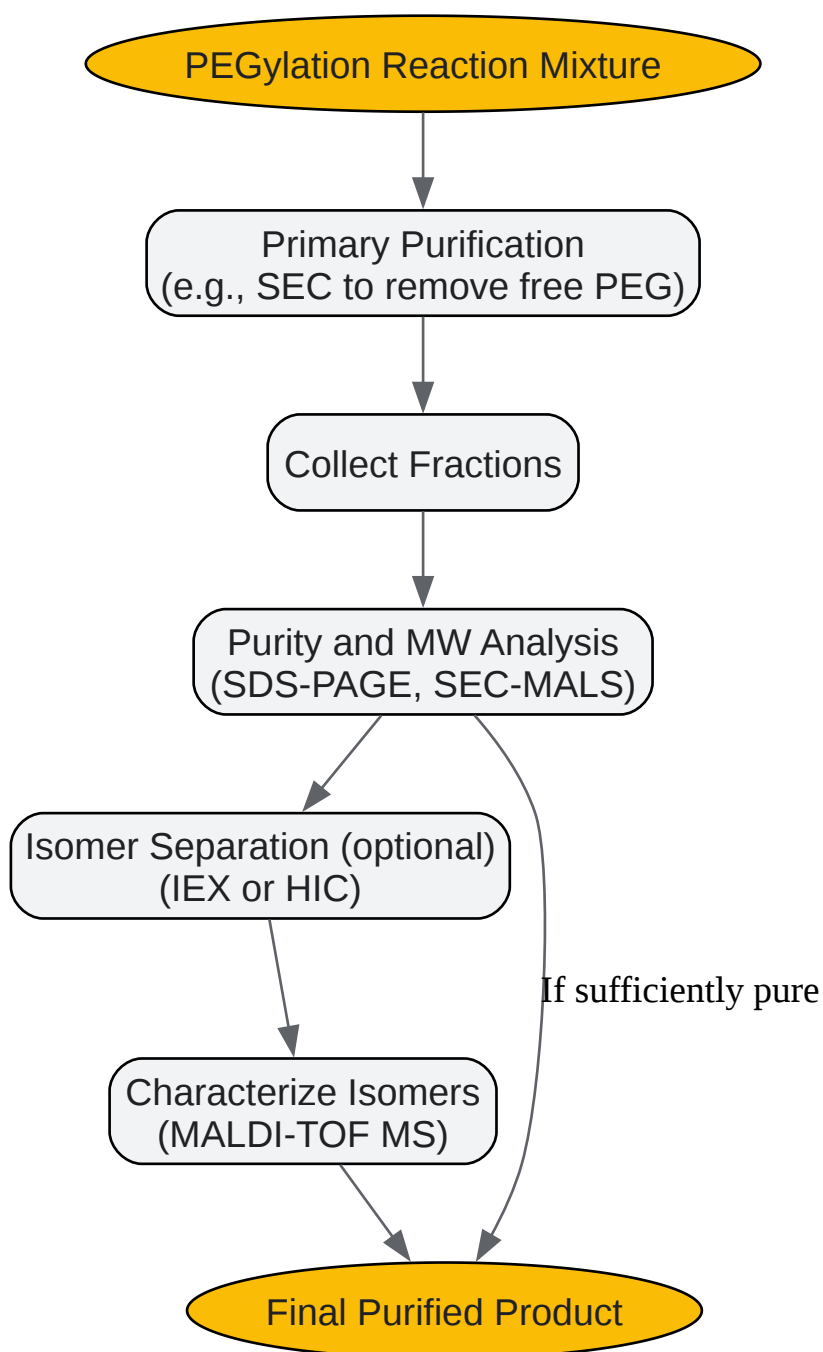 PEGylation Reaction Mixture
Primary Purification
(e.g., SEC to remove free PEG)
Collect Fractions
Purity and MW Analysis
(SDS-PAGE, SEC-MALS)
Isomer Separation (optional)
(IEX or HIC)
If sufficiently pure
Characterize Isomers
(MALDI-TOF MS)
Final Purified Product